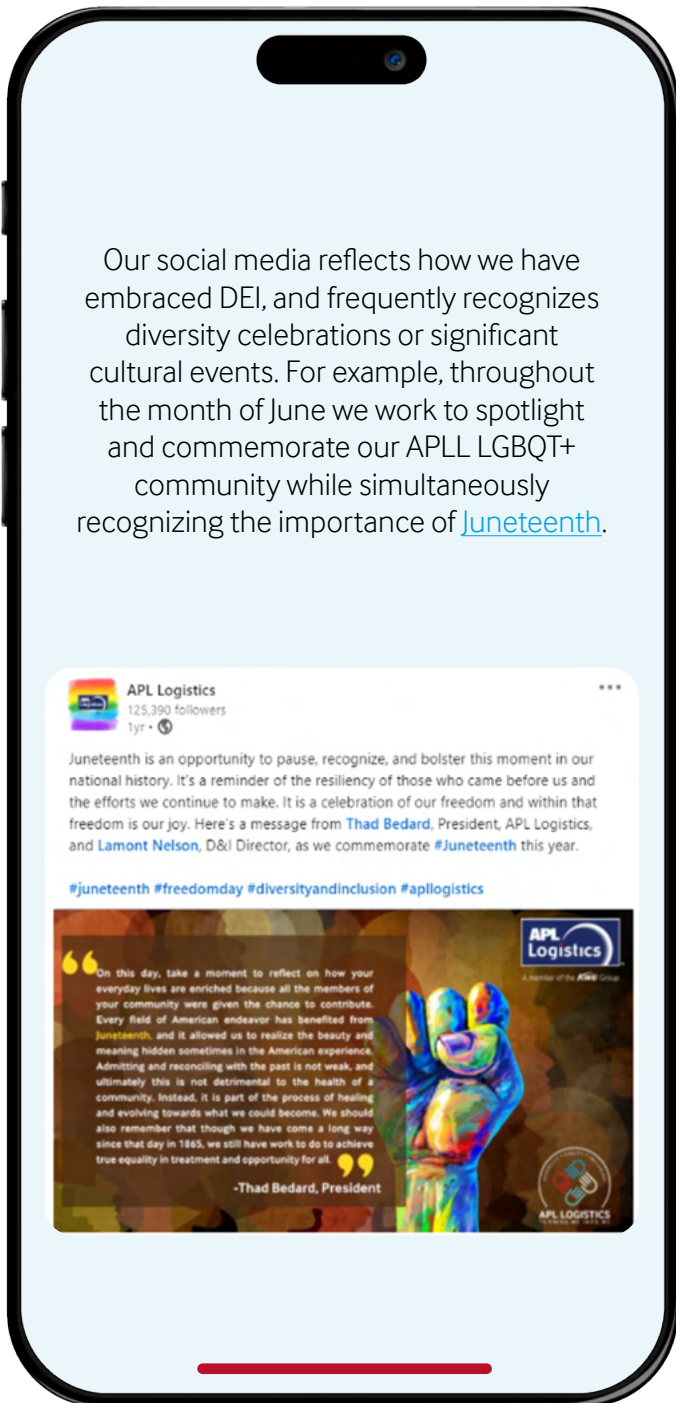 Our social media reflects how we have
embraced DEI, and frequently recognizes
diversity celebrations or significant
cultural events. For example, throughout
the month of June we work to spotlight
and commemorate our APLL LGBQT+
community while simultaneously
recognizing the importance of Juneteenth.
APL Logistics
125,390 followers
1yr •
Juneteenth is an opportunity to pause, recognize, and bolster this moment in our
national history. It's a reminder of the resiliency of those who came before us and
the efforts we continue to make. It is a celebration of our freedom and within that
freedom is our joy. Here's a message from Thad Bedard, President, APL Logistics,
and Lamont Nelson, D&I Director, as we commemorate #Juneteenth this year.
#juneteenth #freedomday #diversityandinclusion #apllogistics
APL
Logistics
A member of the KWE Group
“On this day, take a moment to reflect on how your
everyday lives are enriched because all the members of
your community were given the chance to contribute.
Every field of American endeavor has benefited from
Juneteenth, and it allowed us to realize the beauty and
meaning hidden sometimes in the American experience.
Admitting and reconciling with the past is not weak, and
ultimately this is not detrimental to the health of a
community. Instead, it is part of the process of healing
and evolving towards what we could become. We should
also remember that though we have come a long way
since that day in 1865, we still have work to do to achieve
true equality in treatment and opportunity for all.”
-Thad Bedard, President
APL LOGISTICS